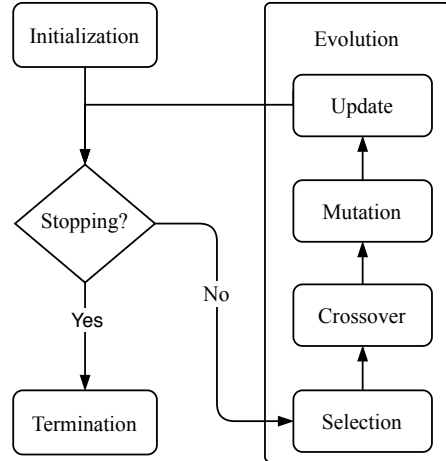 Initialization
Evolution
Update
Stopping?
Mutation
No
Crossover
Yes
Termination
Selection